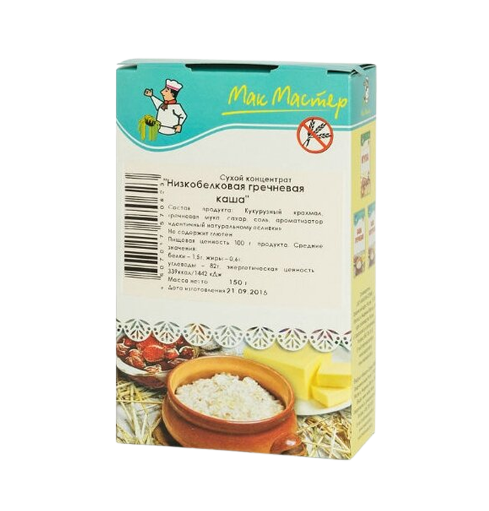 Мак Мастер
Сухой концентрат
"Низкобелковая гречневая
каша"
Состав продукта: Кукурузный крахмал,
гречневая мука, сахар, соль, ароматизатор
идентичный натуральному «сливки»
Не содержит глютен
Пищевая ценность 100 г продукта. Средние
значения:
белки – 1,5г, жиры – 0,6г
углеводы – 82г, энергетическая ценность
339ккал/1442 кДж
Масса нетто 150 г
Дата изготовления 21.09.2016